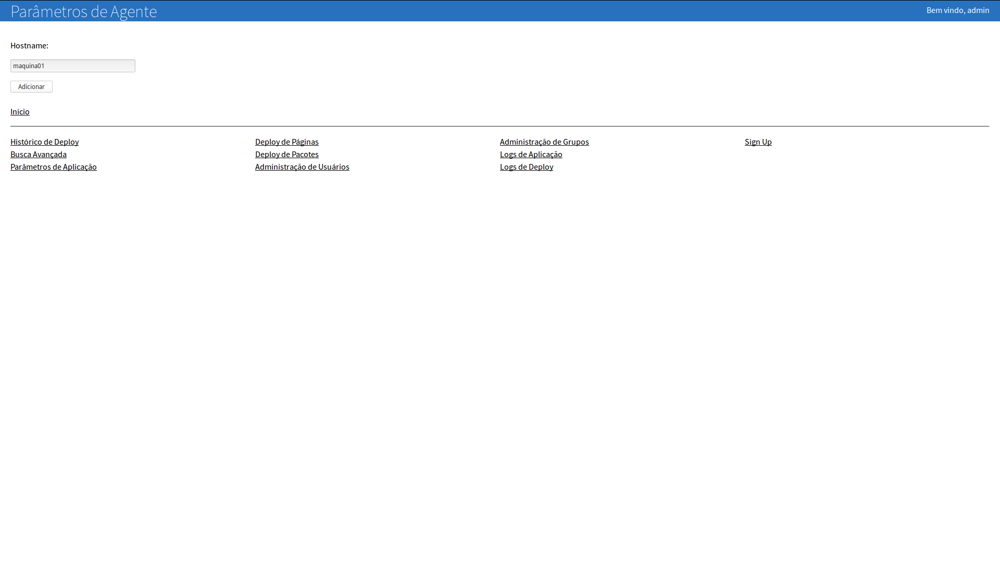 Parâmetros de Agente
Bem vindo, admin
Hostname:
maquina01
Adicionar
Início
Histórico de Deploy
Busca Avançada
Parâmetros de Aplicação
Deploy de Páginas
Deploy de Pacotes
Administração de Usuários
Administração de Grupos
Logs de Aplicação
Logs de Deploy
Sign Up